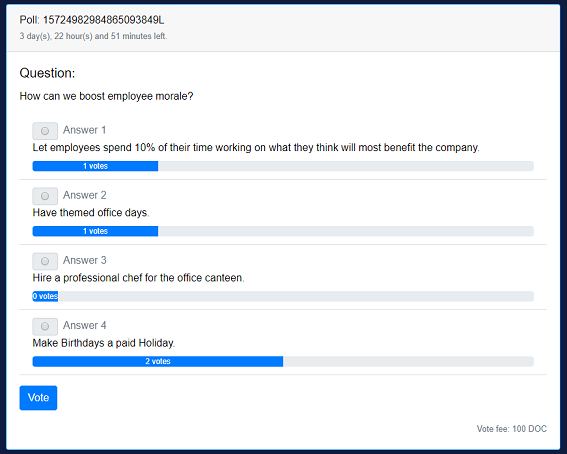 Poll: 15724982984865093849L
3 day(s), 22 hour(s) and 51 minutes left.
Question:
How can we boost employee morale?
Answer 1
Let employees spend 10% of their time working on what they think will most benefit the company.
1 votes
Answer 2
Have themed office days.
1 votes
Answer 3
Hire a professional chef for the office canteen.
0 votes
Answer 4
Make Birthdays a paid Holiday.
2 votes
Vote
Vote fee: 100 DOC